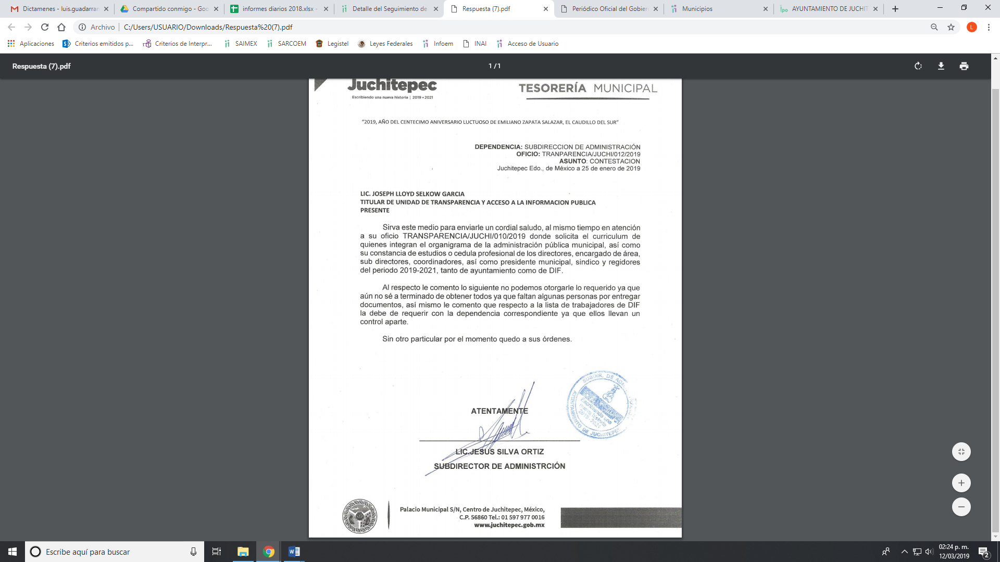 Dictamenes - luis.guadarran
Compartido conmigo - Goo
informes diarios 2018.xlsx -
Detalle del Seguimiento de
Respuesta (7).pdf
Periódico Oficial del Gobier
Municipios
AYUNTAMIENTO DE JUCHIT
Archivo
C:/Users/USUARIO/Downloads/Respuesta%20(7).pdf
L
Aplicaciones
Criterios emitidos p...
Criterios de Interpr...
SAIMEX
SARCOEM
Legistel
Leyes Federales
Infoem
INAI
Acceso de Usuario
Respuesta (7).pdf
1 / 1
Juchitepec
Escribiendo una nueva historia | 2019 • 2021
TESORERÍA MUNICIPAL
"2019, AÑO DEL CENTECIMO ANIVERSARIO LUCTUOSO DE EMILIANO ZAPATA SALAZAR, EL CAUDILLO DEL SUR"
DEPENDENCIA: SUBDIRECCION DE ADMINISTRACIÓN
OFICIO: TRANPARENCIA/JUCHI/012/2019
ASUNTO: CONTESTACION
Juchitepec Edo., de México a 25 de enero de 2019
LIC. JOSEPH LLOYD SELKOW GARCIA
TITULAR DE UNIDAD DE TRANSPARENCIA Y ACCESO A LA INFORMACION PUBLICA
PRESENTE
Sirva este medio para enviarle un cordial saludo, al mismo tiempo en atención
a su oficio TRANSPARENCIA/JUCHI/010/2019 donde solicita el curriculum de
quienes integran el organigrama de la administración pública municipal, así como
su constancia de estudios o cedula profesional de los directores, encargado de área,
sub directores, coordinadores, así como presidente municipal, sindico y regidores
del periodo 2019-2021, tanto de ayuntamiento como de DIF.
Al respecto le comento lo siguiente no podemos otorgarle lo requerido ya que
aún no sé a terminado de obtener todos ya que faltan algunas personas por entregar
documentos, así mismo le comento que respecto a la lista de trabajadores de DIF
la debe de requerir con la dependencia correspondiente ya que ellos llevan un
control aparte.
Sin otro particular por el momento quedo a sus órdenes.
ATENTAMENTE
SUBDIR. DE
AYUNTAMIENTO DE JUCHITEPEC
Escribiendo una
nueva historia
2019-2021
LIC.JESUS SILVA ORTIZ
SUBDIRECTOR DE ADMINISTRCIÓN
Palacio Municipal S/N, Centro de Juchitepec, México,
C.P. 56860 Tel.: 01 597 977 0016
www.juchitepec.gob.mx
Escribe aquí para buscar
02:24 p. m.
12/03/2019
2